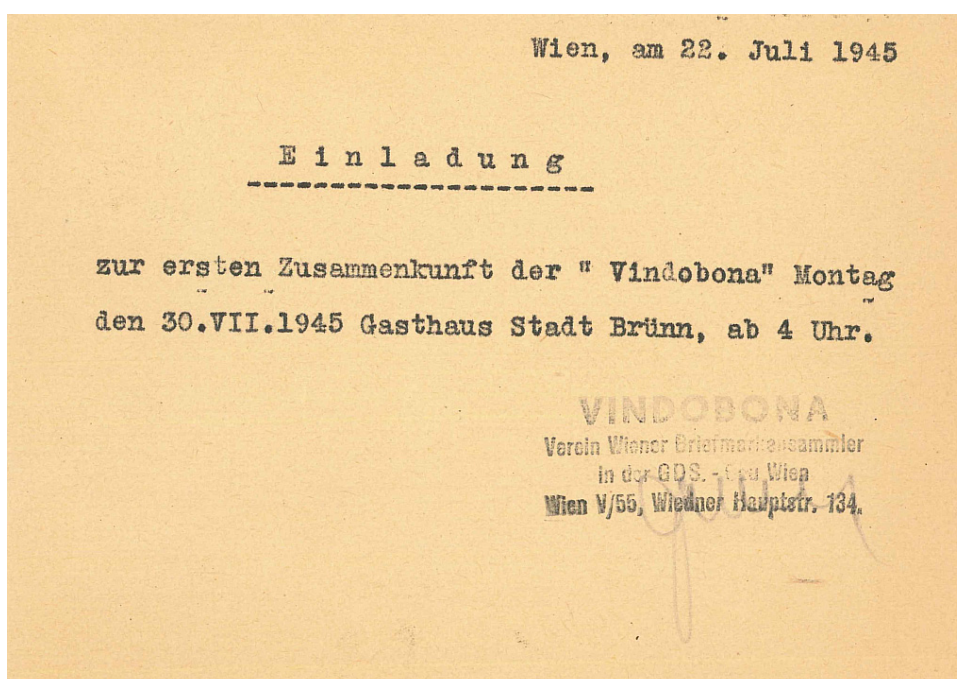 Wien, am 22. Juli 1945
Einladung
zur ersten Zusammenkunft der " Vindobona" Montag
den 30.VII.1945 Gasthaus Stadt Brünn, ab 4 Uhr.
VINDOBONA
Verein Wiener Briefmarkensammler
in der GDS. - Gau Wien
Wien V/55, Wiedner Hauptstr. 134.